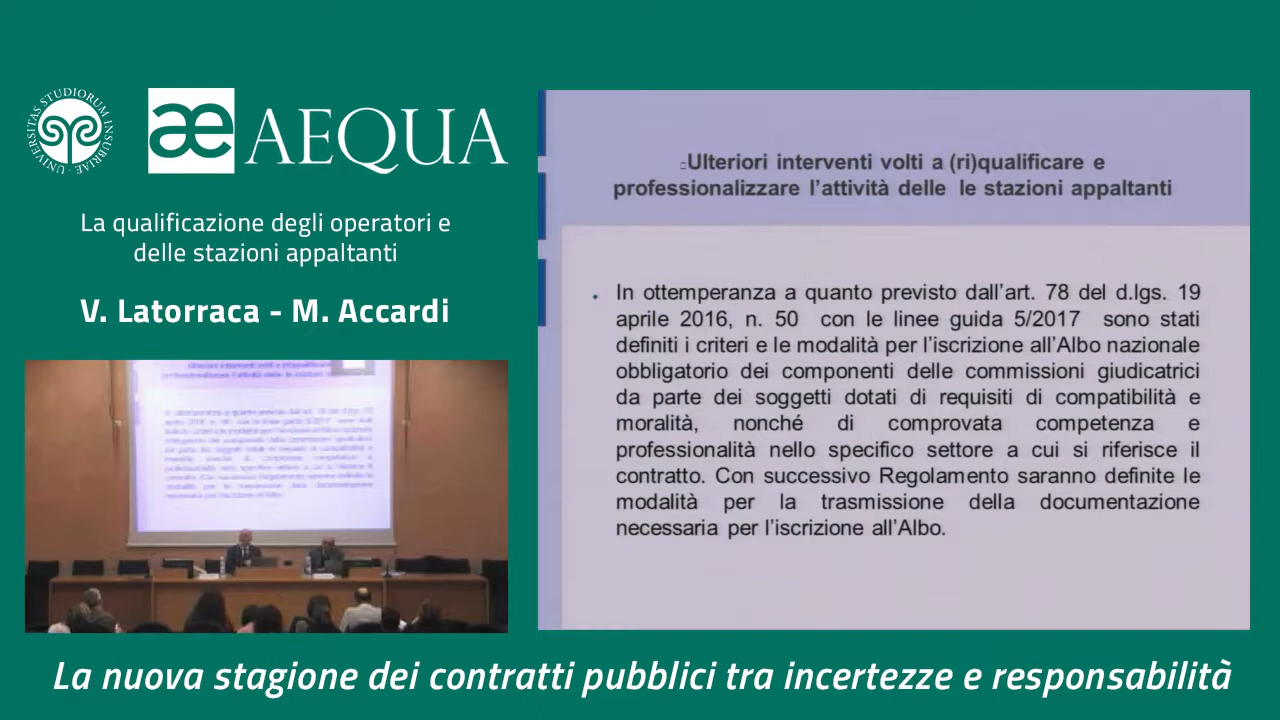 UNIVERSITAS STUDIORUM INSUBRIAE
æ AEQUA
La qualificazione degli operatori e
delle stazioni appaltanti
V. Latorraca - M. Accardi
Ulteriori interventi volti a (ri)qualificare e
professionalizzare l’attività delle le stazioni appaltanti
In ottemperanza a quanto previsto dall’art. 78 del d.lgs. 19
aprile 2016, n. 50 con le linee guida 5/2017 sono stati
definiti i criteri e le modalità per l’iscrizione all’Albo nazionale
obbligatorio dei componenti delle commissioni giudicatrici
da parte dei soggetti dotati di requisiti di compatibilità e
moralità, nonché di comprovata competenza e
professionalità nello specifico settore a cui si riferisce il
contratto. Con successivo Regolamento saranno definite le
modalità per la trasmissione della documentazione
necessaria per l’iscrizione all’Albo.
La nuova stagione dei contratti pubblici tra incertezze e responsabilità